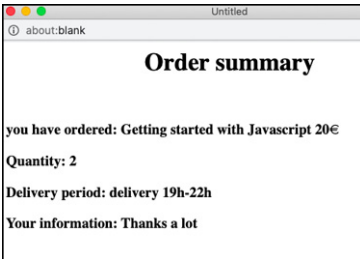 Untitled
about:blank
Order summary
you have ordered: Getting started with Javascript 20€
Quantity: 2
Delivery period: delivery 19h-22h
Your information: Thanks a lot